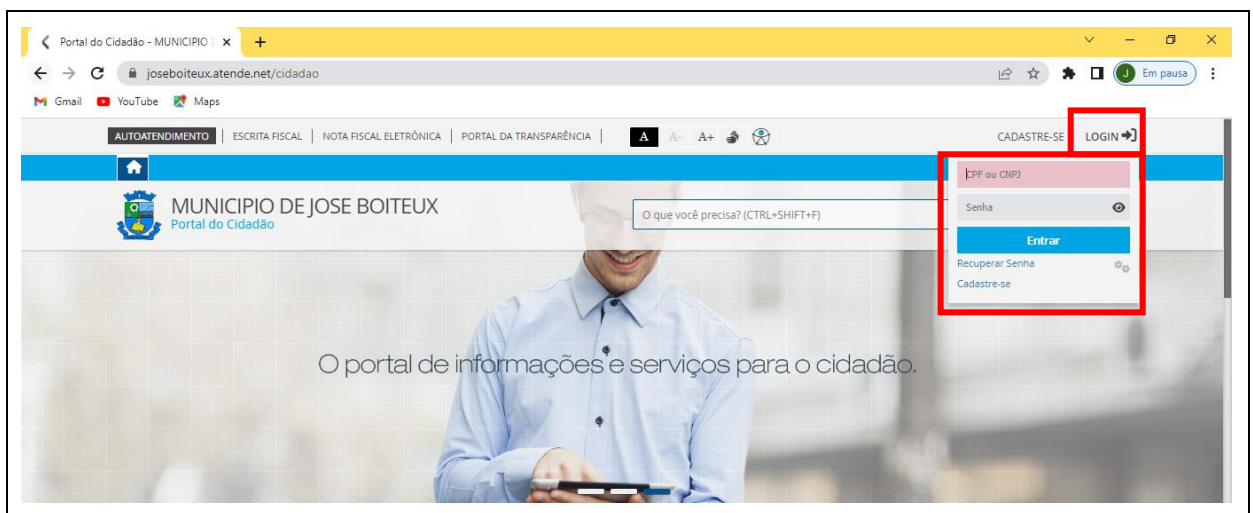 Portal do Cidadão - MUNICIPIO
joseboiteux.atende.net/cidadao
J Em pausa
Gmail YouTube Maps
AUTOATENDIMENTO | ESCRITA FISCAL | NOTA FISCAL ELETRÔNICA | PORTAL DA TRANSPARÊNCIA | A A- A+ CADASTRE-SE LOGIN
CPF ou CNPJ
MUNICIPIO DE JOSE BOITEUX
Portal do Cidadão
O que você precisa? (CTRL+SHIFT+F)
Senha
Entrar
Recuperar Senha
Cadastre-se
O portal de informações e serviços para o cidadão.